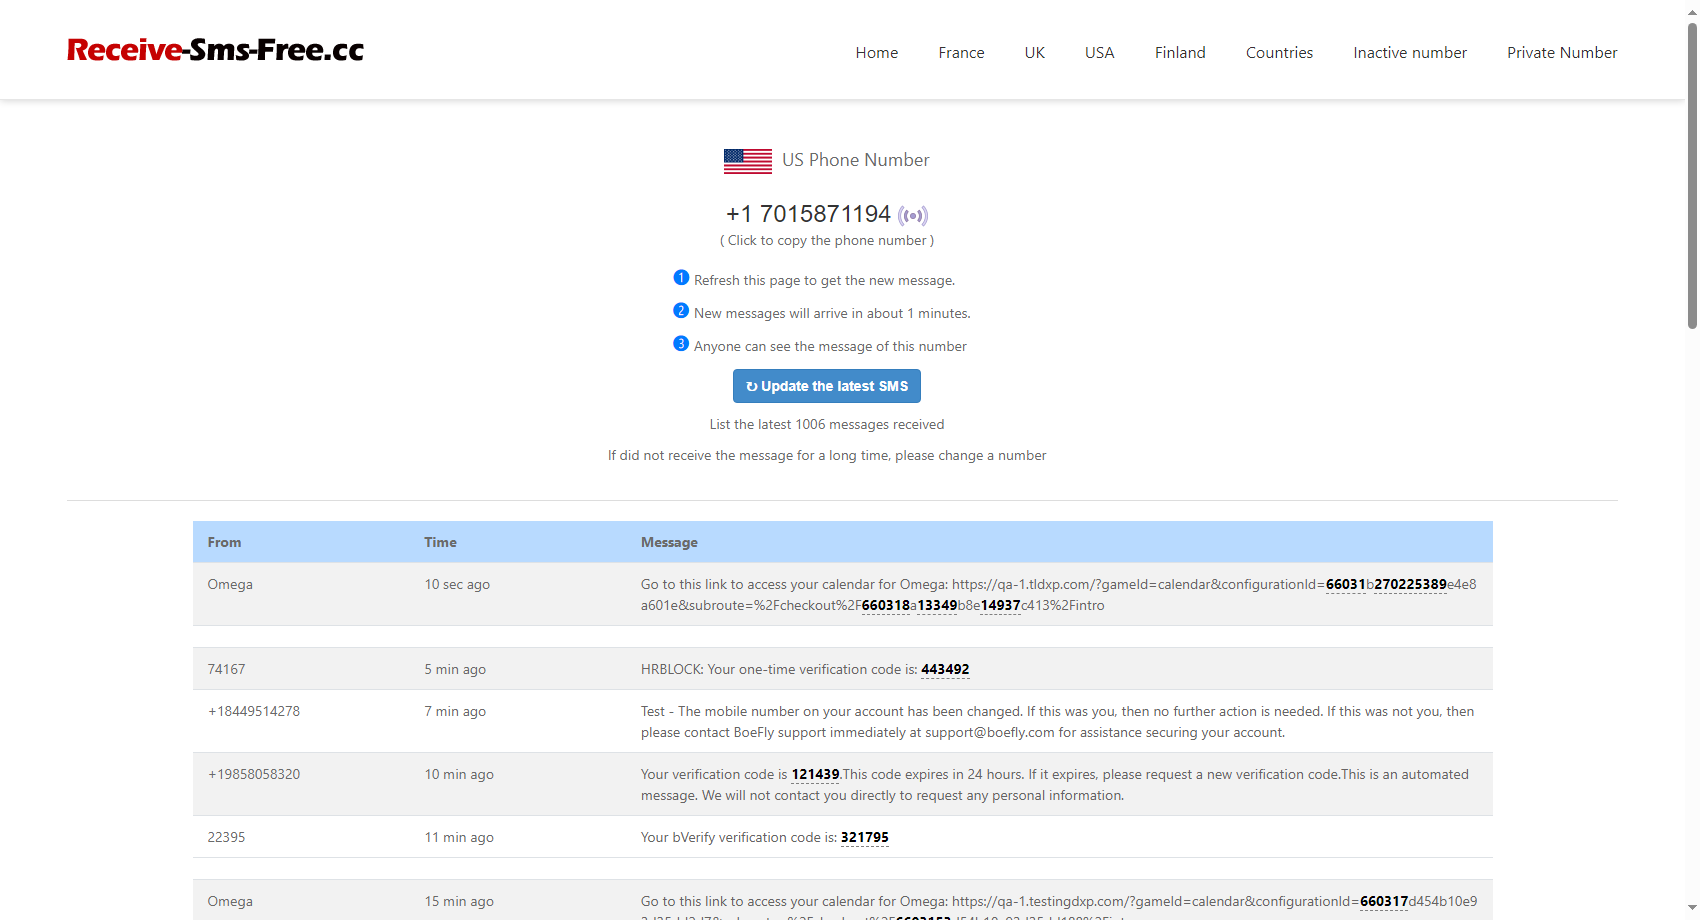 Receive-Sms-Free.cc
Home France UK USA Finland Countries Inactive number Private Number
US Phone Number
+1 7015871194
( Click to copy the phone number )
1 Refresh this page to get the new message.
2 New messages will arrive in about 1 minutes.
3 Anyone can see the message of this number
↻ Update the latest SMS
List the latest 1006 messages received
If did not receive the message for a long time, please change a number
From Time Message
Omega 10 sec ago Go to this link to access your calendar for Omega: https://qa-1.tldxp.com/?gameId=calendar&configurationId=66031b270225389e4e8
a601e&subroute=%2Fcheckout%2F660318a13349b8e14937c413%2Fintro
74167 5 min ago HRBLOCK: Your one-time verification code is: 443492
+18449514278 7 min ago Test - The mobile number on your account has been changed. If this was you, then no further action is needed. If this was not you, then
please contact BoeFly support immediately at support@boefly.com for assistance securing your account.
+19858058320 10 min ago Your verification code is 121439.This code expires in 24 hours. If it expires, please request a new verification code.This is an automated
message. We will not contact you directly to request any personal information.
22395 11 min ago Your bVerify verification code is: 321795
Omega 15 min ago Go to this link to access your calendar for Omega: https://qa-1.testingdxp.com/?gameId=calendar&configurationId=660317d454b10e9